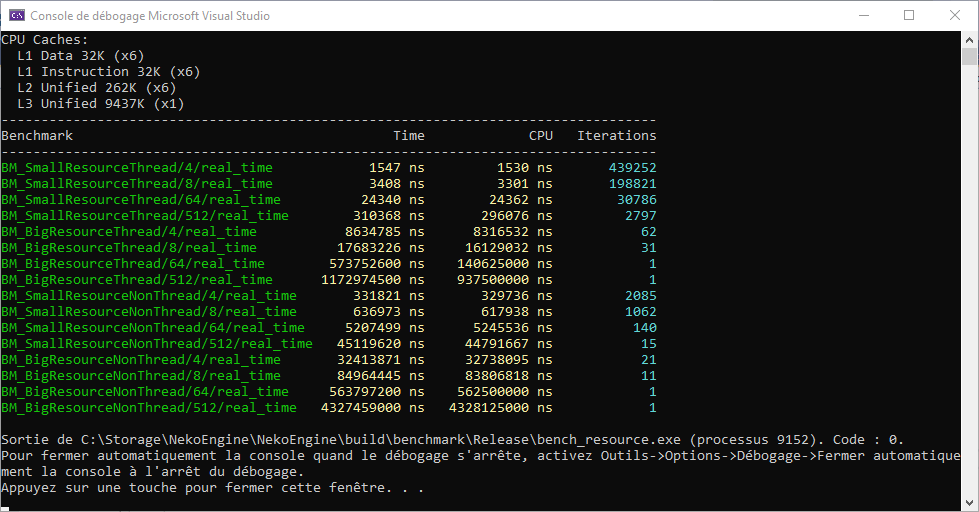 Console de débogage Microsoft Visual Studio
CPU Caches:
  L1 Data 32K (x6)
  L1 Instruction 32K (x6)
  L2 Unified 262K (x6)
  L3 Unified 9437K (x1)
----------------------------------------------------------------------------------
Benchmark                                        Time             CPU   Iterations
----------------------------------------------------------------------------------
BM_SmallResourceThread/4/real_time            1547 ns         1530 ns       439252
BM_SmallResourceThread/8/real_time            3408 ns         3301 ns       198821
BM_SmallResourceThread/64/real_time          24340 ns        24362 ns        30786
BM_SmallResourceThread/512/real_time        310368 ns       296076 ns         2797
BM_BigResourceThread/4/real_time           8634785 ns      8316532 ns           62
BM_BigResourceThread/8/real_time          17683226 ns     16129032 ns           31
BM_BigResourceThread/64/real_time        573752600 ns    140625000 ns            1
BM_BigResourceThread/512/real_time      1172974500 ns    937500000 ns            1
BM_SmallResourceNonThread/4/real_time       331821 ns       329736 ns         2085
BM_SmallResourceNonThread/8/real_time       636973 ns       617938 ns         1062
BM_SmallResourceNonThread/64/real_time     5207499 ns      5245536 ns          140
BM_SmallResourceNonThread/512/real_time   45119620 ns     44791667 ns           15
BM_BigResourceNonThread/4/real_time       32413871 ns     32738095 ns           21
BM_BigResourceNonThread/8/real_time       84964445 ns     83806818 ns           11
BM_BigResourceNonThread/64/real_time     563797200 ns    562500000 ns            1
BM_BigResourceNonThread/512/real_time   4327459000 ns   4328125000 ns            1
Sortie de C:\Storage\NekoEngine\NekoEngine\build\benchmark\Release\bench_resource.exe (processus 9152). Code : 0.
Pour fermer automatiquement la console quand le débogage s'arrête, activez Outils->Options->Débogage->Fermer automatique
ment la console à l'arrêt du débogage.
Appuyez sur une touche pour fermer cette fenêtre. . .